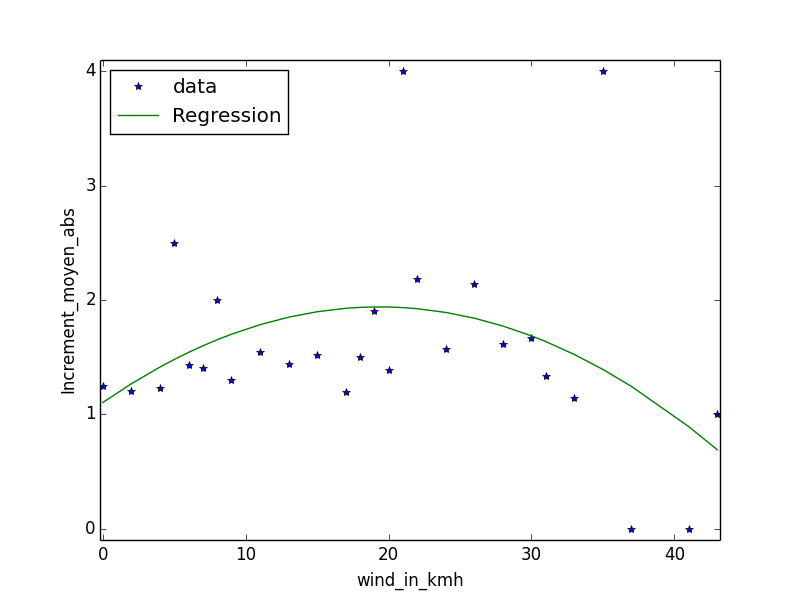 data
Regression
4
3
2
1
0
Increment_moyen_abs
0 10 20 30 40
wind_in_kmh